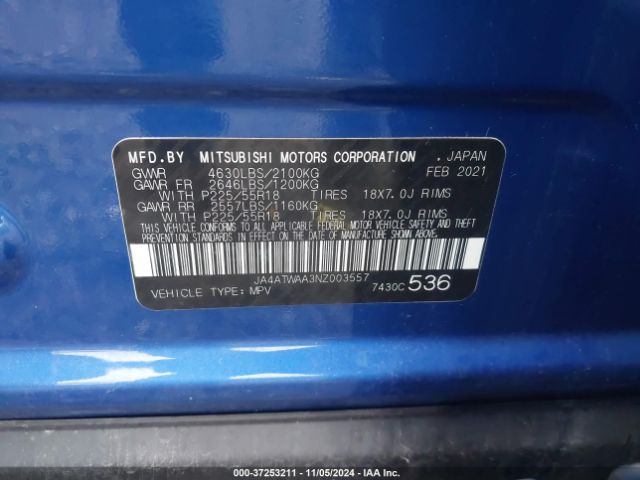 MFD.BY MITSUBISHI MOTORS CORPORATION , JAPAN
GVWR 4630LBS/2100KG FEB 2021
GAWR FR 2646LBS/1200KG
WITH P225/55R18 TIRES 18X7.0J RIMS
GAWR RR 2557LBS/1160KG
WITH P225/55R18 TIRES 18X7.0J RIMS
THIS VEHICLE CONFORMS TO ALL APPLICABLE FEDERAL MOTOR VEHICLE SAFETY, BUMPER, AND THEFT
PREVENTION STANDARDS IN EFFECT ON THE DATE OF MANUFACTURE SHOWN ABOVE.
JA4ATWAA3NZ003557
VEHICLE TYPE: MPV 7430C 536
00-37253211 - 11/05/2024 - IAA Inc.